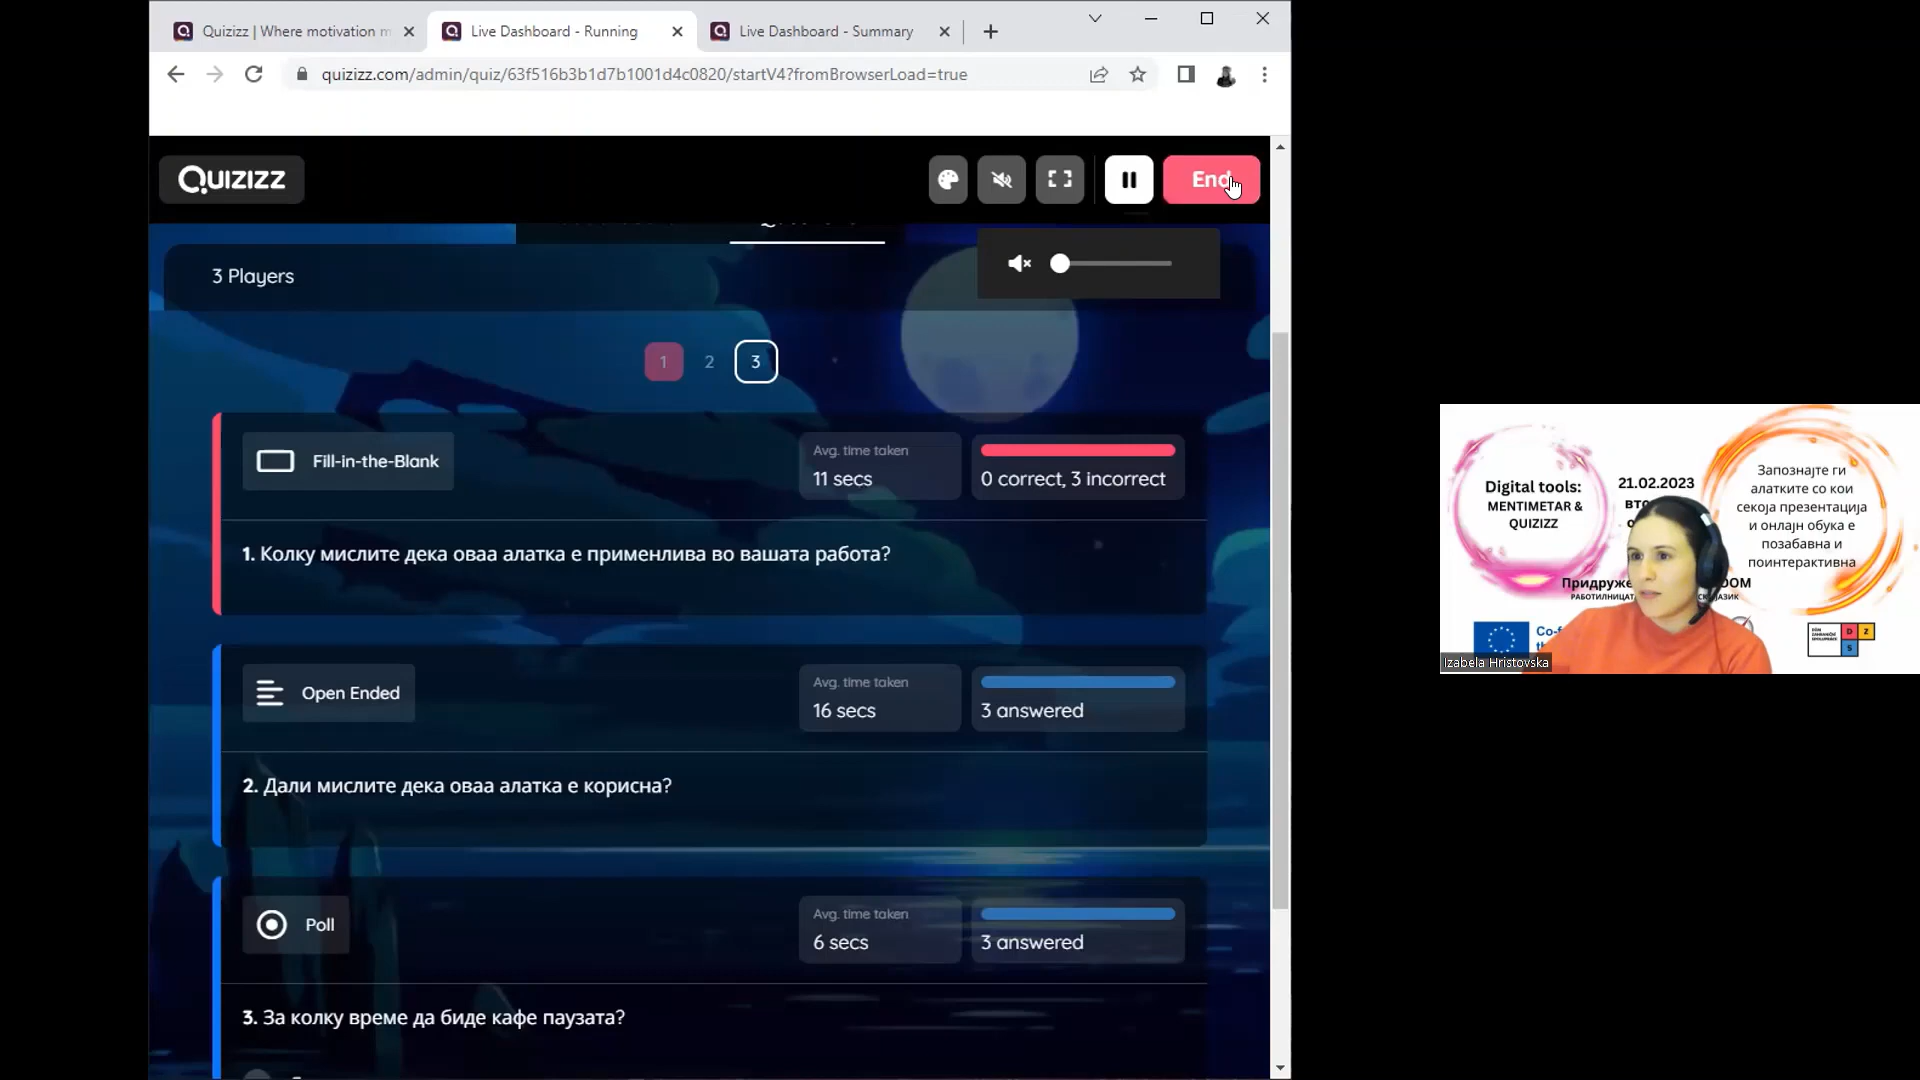 Quizizz | Where motivation m
Live Dashboard - Running
Live Dashboard - Summary
quizizz.com/admin/quiz/63f516b3b1d7b1001d4c0820/startV4?fromBrowserLoad=true
QUIZIZZ
End
3 Players
1 2 3
Fill-in-the-Blank
Avg. time taken
11 secs
0 correct, 3 incorrect
1. Колку мислите дека оваа алатка е применлива во вашата работа?
Open Ended
Avg. time taken
16 secs
3 answered
2. Дали мислите дека оваа алатка е корисна?
Poll
Avg. time taken
6 secs
3 answered
3. За колку време да биде кафе паузата?
Digital tools:
MENTIMETAR &
QUIZIZZ
21.02.2023
Запознајте ги
алатките со кои
секоја презентација
и онлајн обука е
позабавна и
поинтерактивна
Co-f
D Z
S
Izabela Hristovska